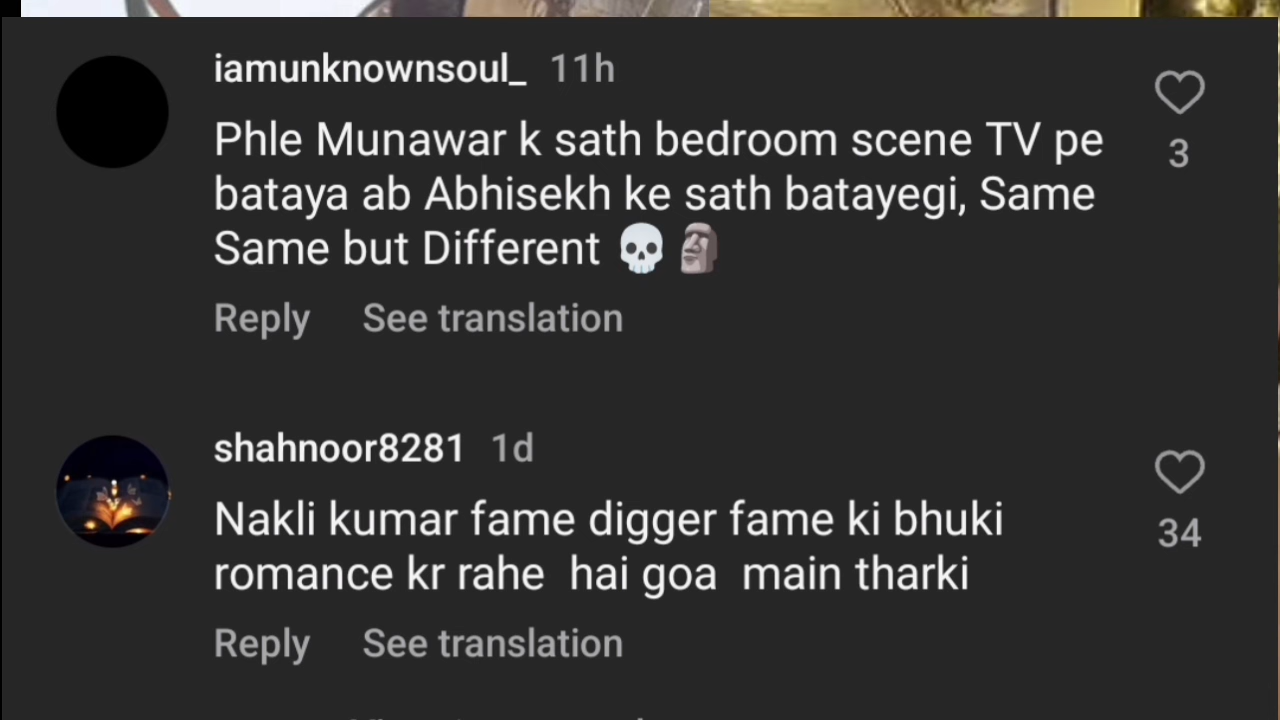 iamunknownsoul_ 11h
Phle Munawar k sath bedroom scene TV pe
bataya ab Abhisekh ke sath batayegi, Same
Same but Different 💀🗿
3
Reply See translation
shahnoor8281 1d
Nakli kumar fame digger fame ki bhuki
romance kr rahe hai goa main tharki
34
Reply See translation